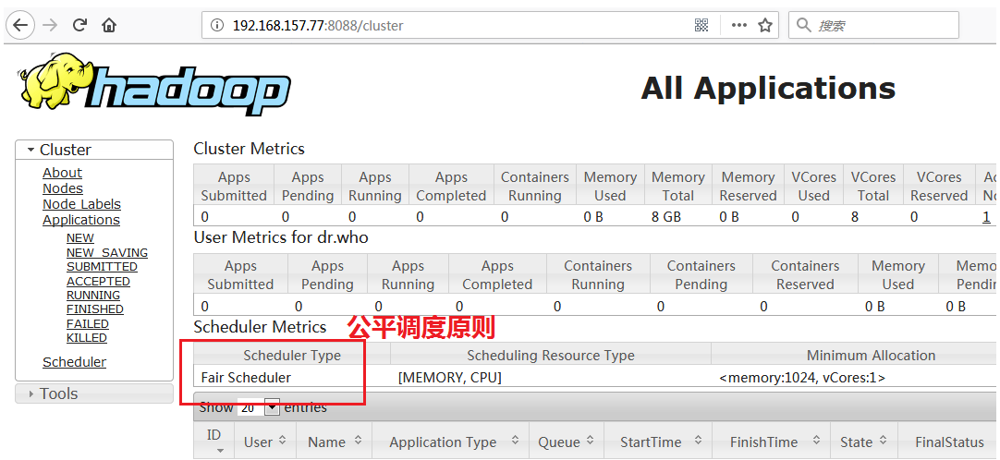 192.168.157.77:8088/cluster
搜索
hadoop
All Applications
Cluster
About
Nodes
Node Labels
Applications
NEW
NEW_SAVING
SUBMITTED
ACCEPTED
RUNNING
FINISHED
FAILED
KILLED
Scheduler
Tools
Cluster Metrics
Apps Submitted Apps Pending Apps Running Apps Completed Containers Running Memory Used Memory Total Memory Reserved VCores Used VCores Total VCores Reserved
0 0 0 0 0 0 B 8 GB 0 B 0 8 0 1
User Metrics for dr.who
Apps Submitted Apps Pending Apps Running Apps Completed Containers Running Containers Pending Containers Reserved Memory Used Memo Pendin
0 0 0 0 0 0 0 0 B 0 B
Scheduler Metrics
公平调度原则
Scheduler Type Scheduling Resource Type Minimum Allocation
Fair Scheduler [MEMORY, CPU] <memory:1024, vCores:1>
Show 20 entries
ID User Name Application Type Queue StartTime FinishTime State FinalStatus